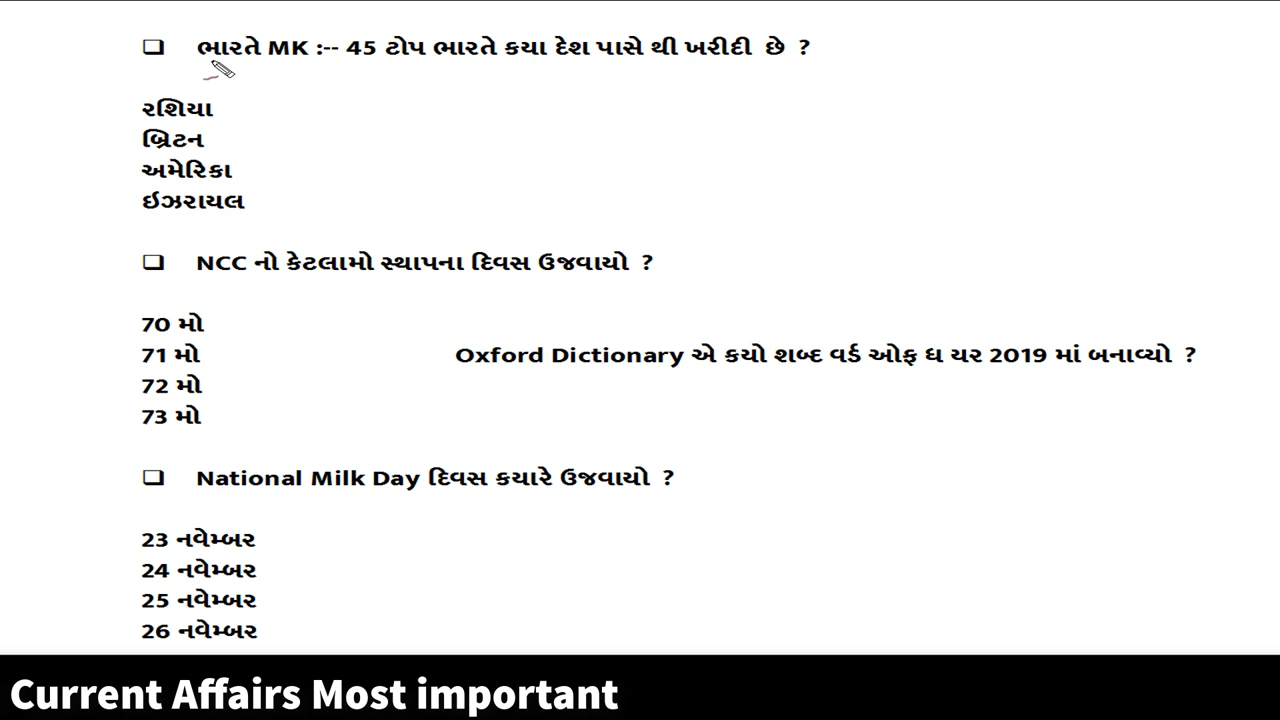 ❑ ભારતે MK :-- 45 ટોપ ભારતે કયા દેશ પાસે થી ખરીદી છે ?
રશિયા
બ્રિટન
અમેરિકા
ઇઝરાયલ
❑ NCC નો કેટલામો સ્થાપના દિવસ ઉજવાયો ?
70 મો
71 મો
72 મો
73 મો
Oxford Dictionary એ કયો શબ્દ વર્ડ ઓફ ધ યર 2019 માં બનાવ્યો ?
❑ National Milk Day દિવસ કયારે ઉજવાયો ?
23 નવેમ્બર
24 નવેમ્બર
25 નવેમ્બર
26 નવેમ્બર
Current Affairs Most important